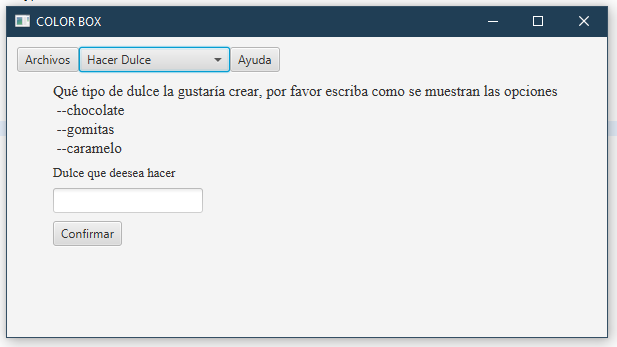 COLOR BOX
Archivos Hacer Dulce Ayuda
Qué tipo de dulce la gustaría crear, por favor escriba como se muestran las opciones
--chocolate
--gomitas
--caramelo
Dulce que deesea hacer
Confirmar